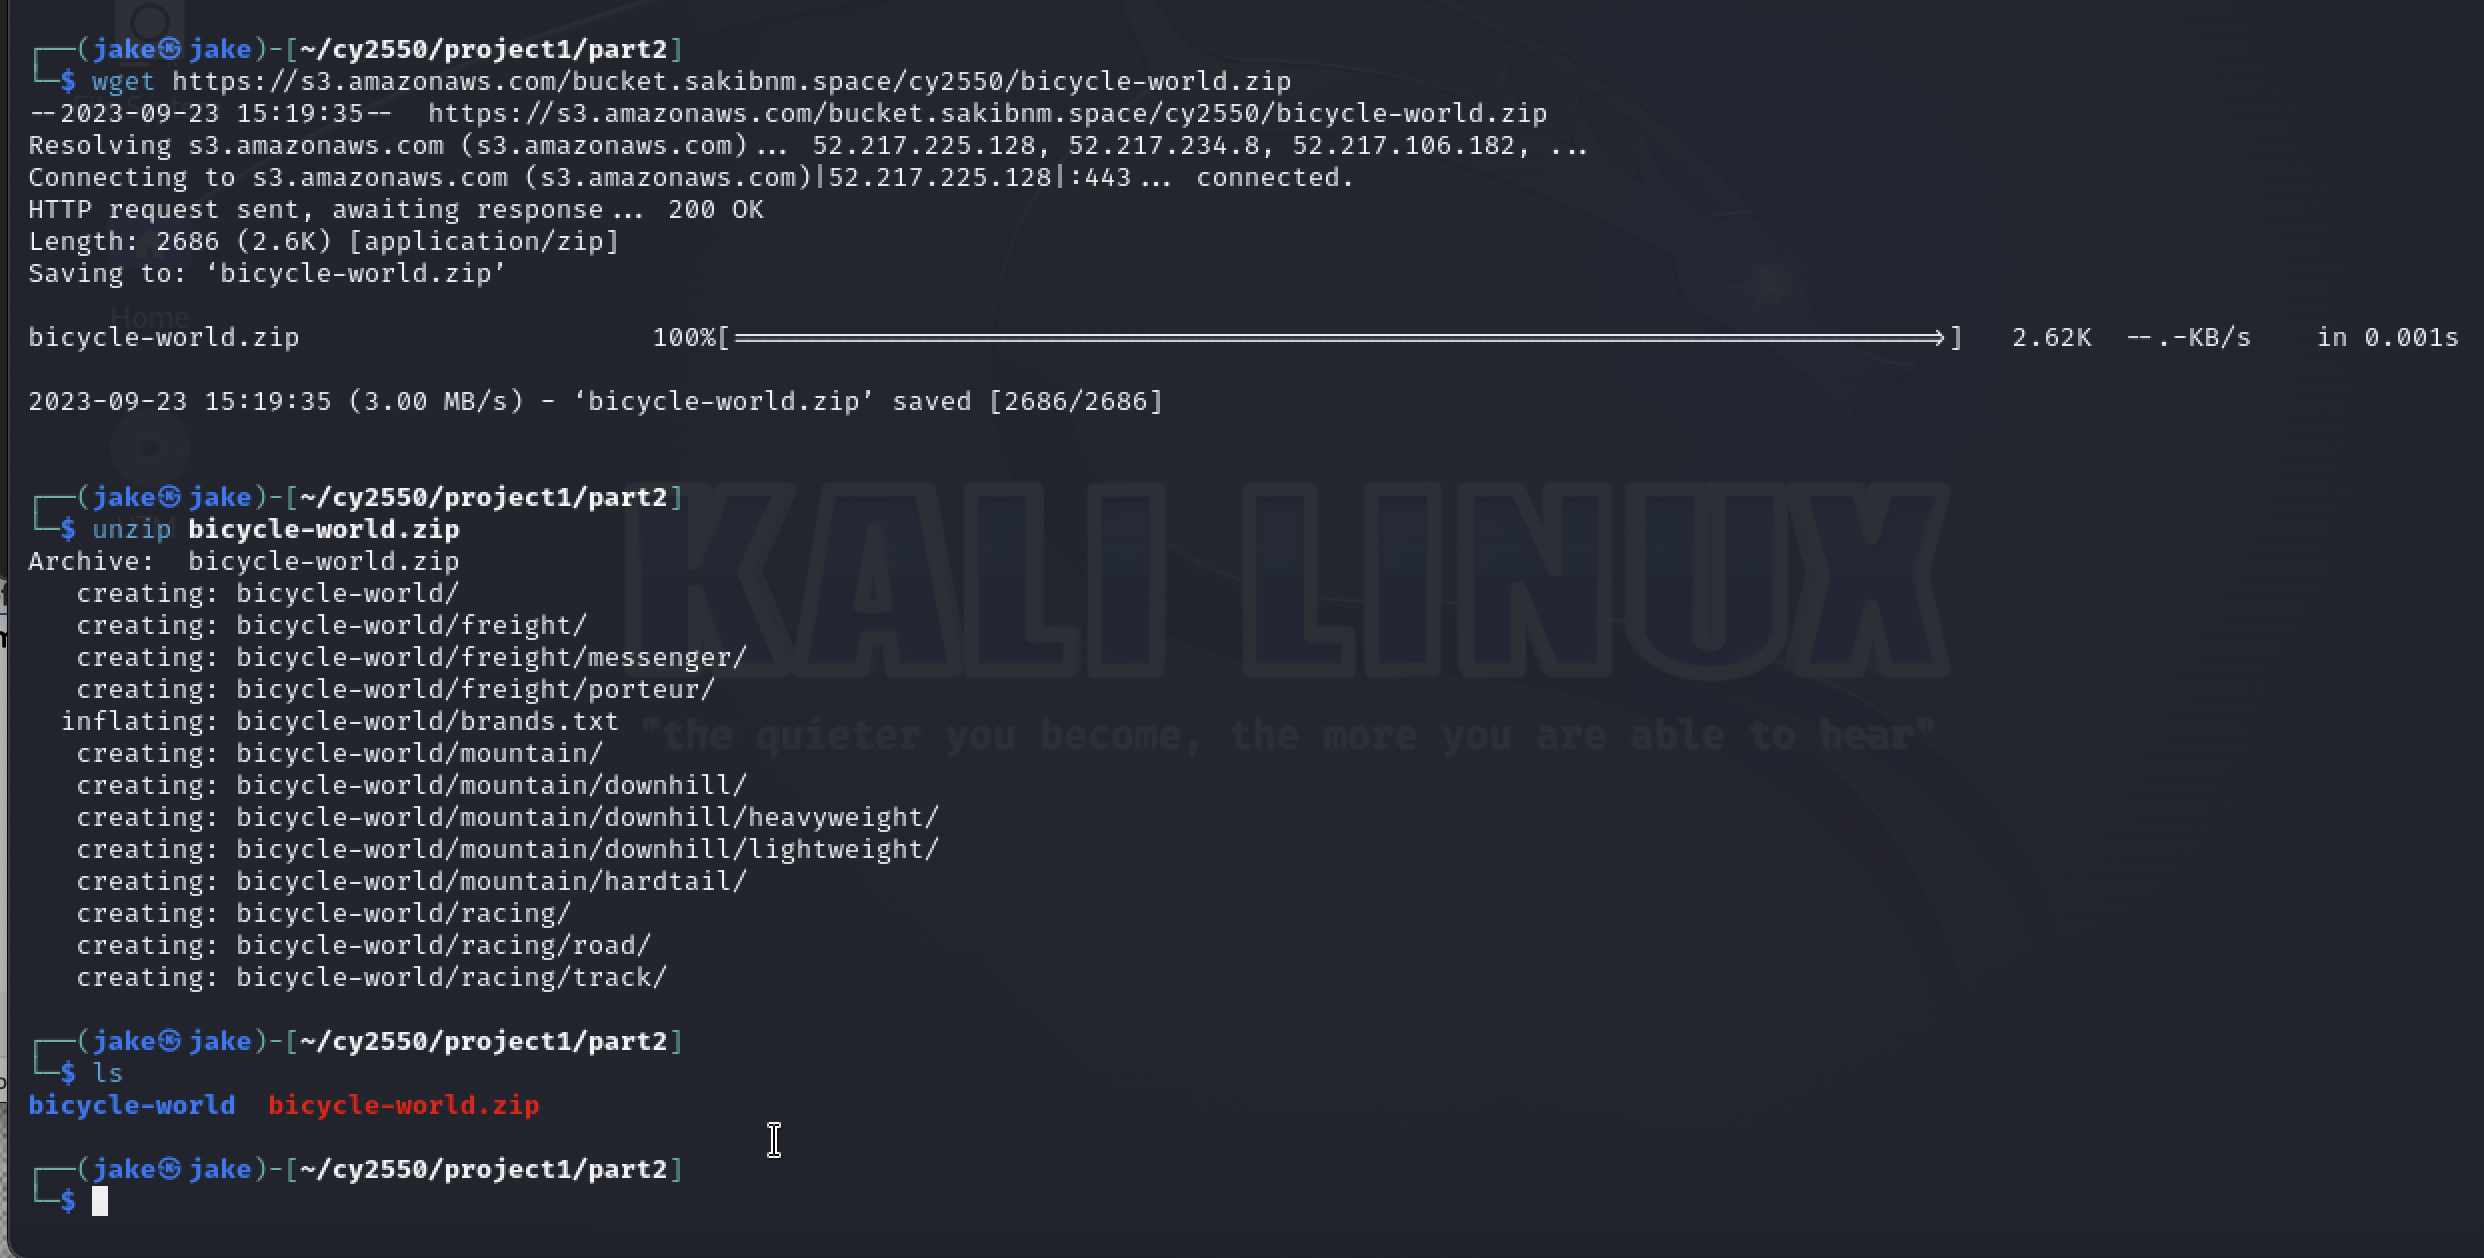 ┌──(jake㉿jake)-[~/cy2550/project1/part2]
└─$ wget https://s3.amazonaws.com/bucket.sakibnm.space/cy2550/bicycle-world.zip
--2023-09-23 15:19:35--  https://s3.amazonaws.com/bucket.sakibnm.space/cy2550/bicycle-world.zip
Resolving s3.amazonaws.com (s3.amazonaws.com)... 52.217.225.128, 52.217.234.8, 52.217.106.182, ...
Connecting to s3.amazonaws.com (s3.amazonaws.com)|52.217.225.128|:443... connected.
HTTP request sent, awaiting response... 200 OK
Length: 2686 (2.6K) [application/zip]
Saving to: ‘bicycle-world.zip’
Home
bicycle-world.zip 100%[=====================>] 2.62K --.-KB/s in 0.001s
2023-09-23 15:19:35 (3.00 MB/s) - ‘bicycle-world.zip’ saved [2686/2686]
┌──(jake㉿jake)-[~/cy2550/project1/part2]
└─$ unzip bicycle-world.zip
Archive:  bicycle-world.zip
   creating: bicycle-world/
   creating: bicycle-world/freight/
   creating: bicycle-world/freight/messenger/
   creating: bicycle-world/freight/porteur/
  inflating: bicycle-world/brands.txt
   creating: bicycle-world/mountain/
   creating: bicycle-world/mountain/downhill/
   creating: bicycle-world/mountain/downhill/heavyweight/
   creating: bicycle-world/mountain/downhill/lightweight/
   creating: bicycle-world/mountain/hardtail/
   creating: bicycle-world/racing/
   creating: bicycle-world/racing/road/
   creating: bicycle-world/racing/track/
KALI LINUX
"the quieter you become, the more you are able to hear"
┌──(jake㉿jake)-[~/cy2550/project1/part2]
└─$ ls
bicycle-world  bicycle-world.zip
┌──(jake㉿jake)-[~/cy2550/project1/part2]
└─$